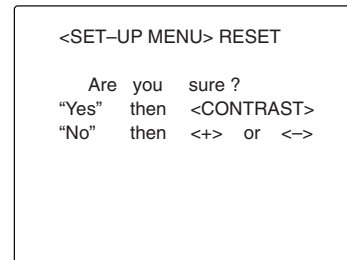 <SET–UP MENU> RESET
Are you sure ?
“Yes” then <CONTRAST>
“No” then <+> or <–>